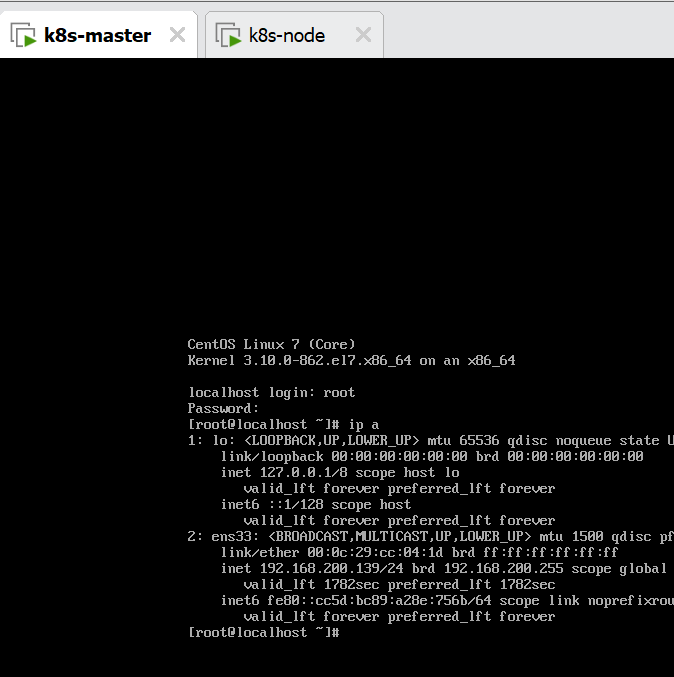 k8s-master
k8s-node
CentOS Linux 7 (Core)
Kernel 3.10.0-862.el7.x86_64 on an x86_64
localhost login: root
Password:
[root@localhost ~]# ip a
1: lo: <LOOPBACK,UP,LOWER_UP> mtu 65536 qdisc noqueue state U
link/loopback 00:00:00:00:00:00 brd 00:00:00:00:00:00
inet 127.0.0.1/8 scope host lo
valid_lft forever preferred_lft forever
inet6 ::1/128 scope host
valid_lft forever preferred_lft forever
2: ens33: <BROADCAST,MULTICAST,UP,LOWER_UP> mtu 1500 qdisc pf
link/ether 00:0c:29:cc:04:1d brd ff:ff:ff:ff:ff:ff
inet 192.168.200.139/24 brd 192.168.200.255 scope global
valid_lft 1782sec preferred_lft 1782sec
inet6 fe80::cc5d:bc89:a28e:756b/64 scope link noprefixrou
valid_lft forever preferred_lft forever
[root@localhost ~]#